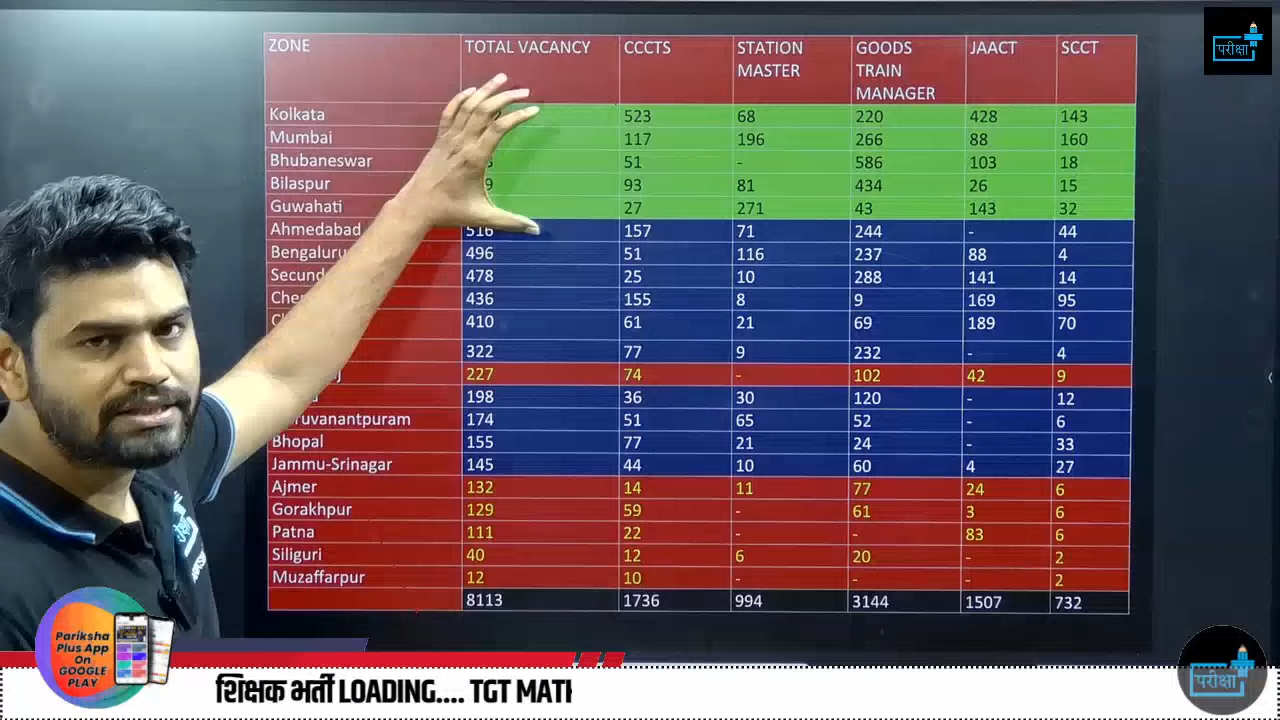 परीक्षा
ZONE TOTAL VACANCY CCCTS STATION MASTER GOODS TRAIN MANAGER JAACT SCCT
Kolkata 523 68 220 428 143
Mumbai 117 196 266 88 160
Bhubaneswar 51 - 586 103 18
Bilaspur 93 81 434 26 15
Guwahati 27 271 43 143 32
Ahmedabad 516 157 71 244 - 44
Bengaluru 496 51 116 237 88 4
478 25 10 288 141 14
436 155 8 9 169 95
410 61 21 69 189 70
322 77 9 232 - 4
227 74 - 102 42 9
198 36 30 120 - 12
174 51 65 52 - 6
Bhopal 155 77 21 24 - 33
Jammu-Srinagar 145 44 10 60 4 27
Ajmer 132 14 11 77 24 6
Gorakhpur 129 59 - 61 3 6
Patna 111 22 - - 83 6
Siliguri 40 12 6 20 - 2
Muzaffarpur 12 10 - - - 2
8113 1736 994 3144 1507 732
Pariksha
Plus App
On
GOOGLE
PLAY
शिक्षक भर्ती LOADING.... TGT
परीक्षा